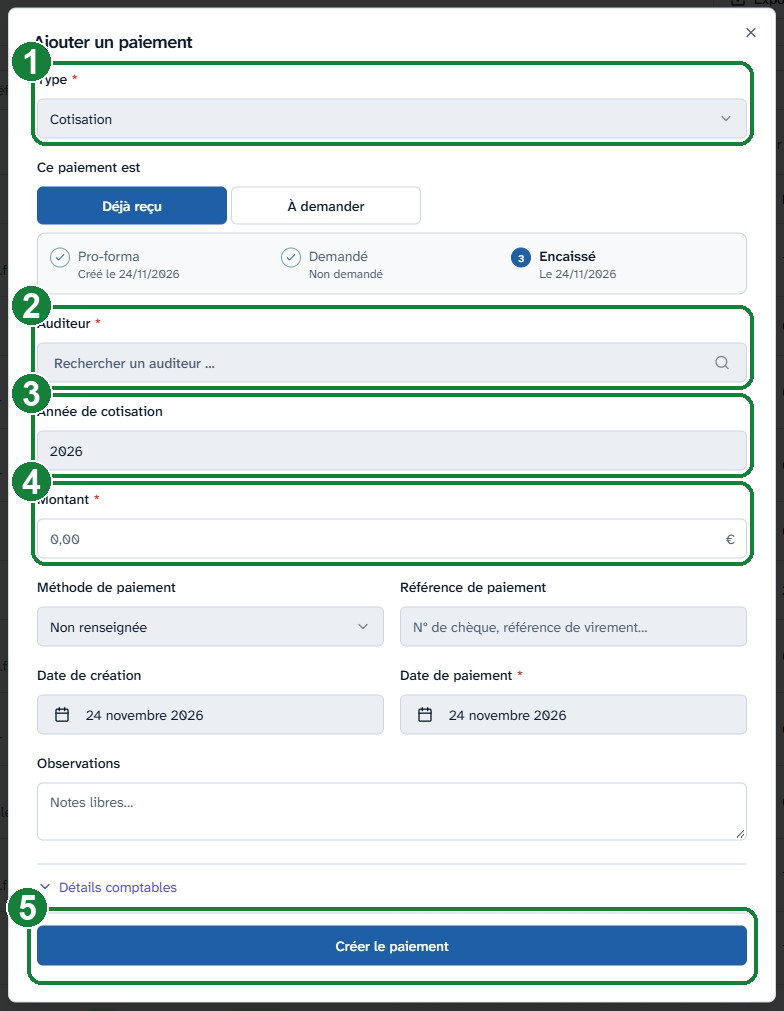 Ajouter un paiement
1
Type *
Cotisation
Ce paiement est
Déjà reçu
À demander
Pro-forma
Créé le 24/11/2026
Demandé
Non demandé
3
Encaissé
Le 24/11/2026
2
Auditeur *
Rechercher un auditeur ...
3
Année de cotisation
2026
4
Montant *
0,00
€
Méthode de paiement
Non renseignée
Référence de paiement
N° de chèque, référence de virement...
Date de création
24 novembre 2026
Date de paiement *
24 novembre 2026
Observations
Notes libres...
Détails comptables
5
Créer le paiement